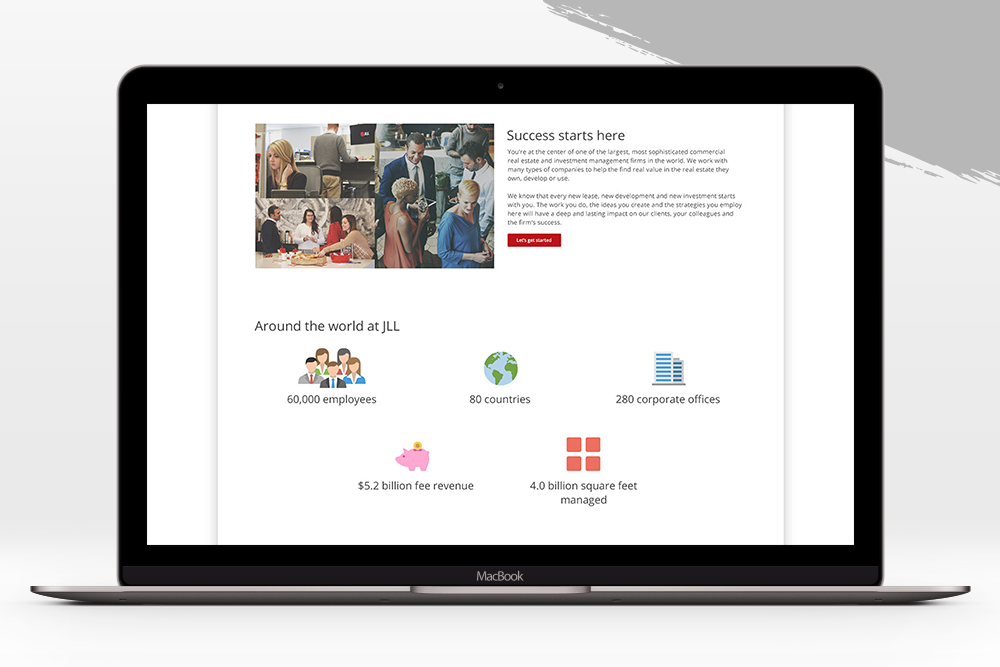 JLL
Success starts here
You're at the center of one of the largest, most sophisticated commercial
real estate and investment management firms in the world. We work with
many types of companies to help the find real value in the real estate they
own, develop or use.
We know that every new lease, new development and new investment starts
with you. The work you do, the ideas you create and the strategies you employ
here will have a deep and lasting impact on our clients, your colleagues and
the firm's success.
Let's get started
Around the world at JLL
60,000 employees
80 countries
280 corporate offices
$5.2 billion fee revenue
4.0 billion square feet
managed
MacBook